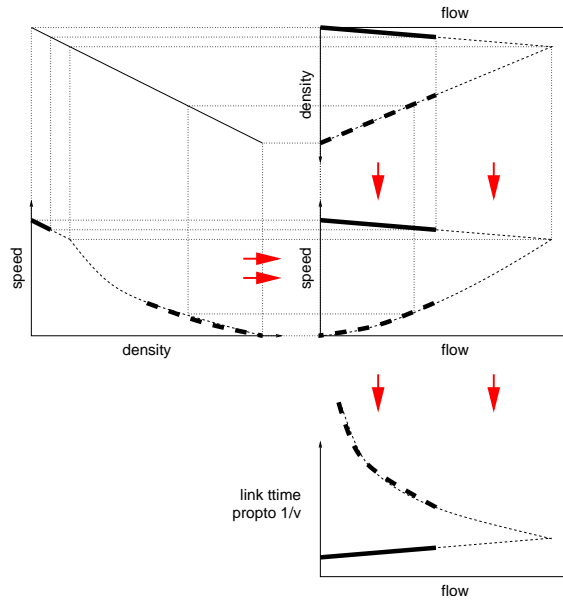 flow
density
speed
speed
density
flow
link ttime
propto 1/v
flow